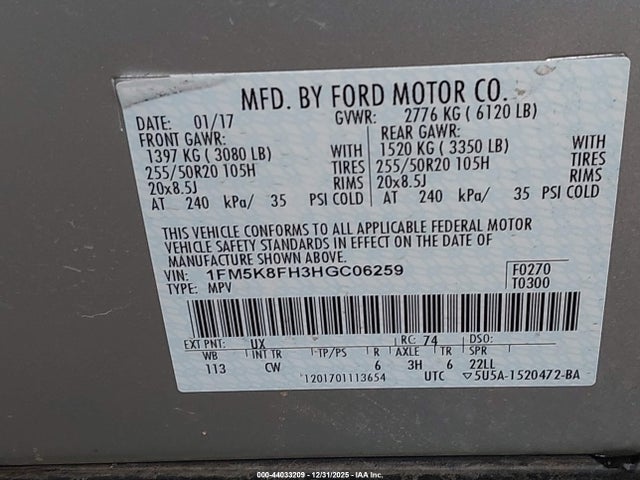 MFD. BY FORD MOTOR CO.
DATE: 01/17 GVWR: 2776 KG ( 6120 LB)
FRONT GAWR: REAR GAWR:
1397 KG ( 3080 LB) WITH 1520 KG ( 3350 LB) WITH
255/50R20 105H TIRES 255/50R20 105H TIRES
20x8.5J RIMS 20x8.5J RIMS
AT 240 kPa/ 35 PSI COLD AT 240 kPa/ 35 PSI COLD
THIS VEHICLE CONFORMS TO ALL APPLICABLE FEDERAL MOTOR
VEHICLE SAFETY STANDARDS IN EFFECT ON THE DATE OF
MANUFACTURE SHOWN ABOVE.
VIN: 1FM5K8FH3HGC06259 F0270
TYPE: MPV T0300
EXT PNT: UX RC: 74 DSO:
WB INT TR TP/PS R AXLE TR SPR
113 CW 6 3H 6 22LL
1201701113654 UTC ▽5U5A-1520472-BA
000-44033209 - 12/31/2025 - IAA Inc.